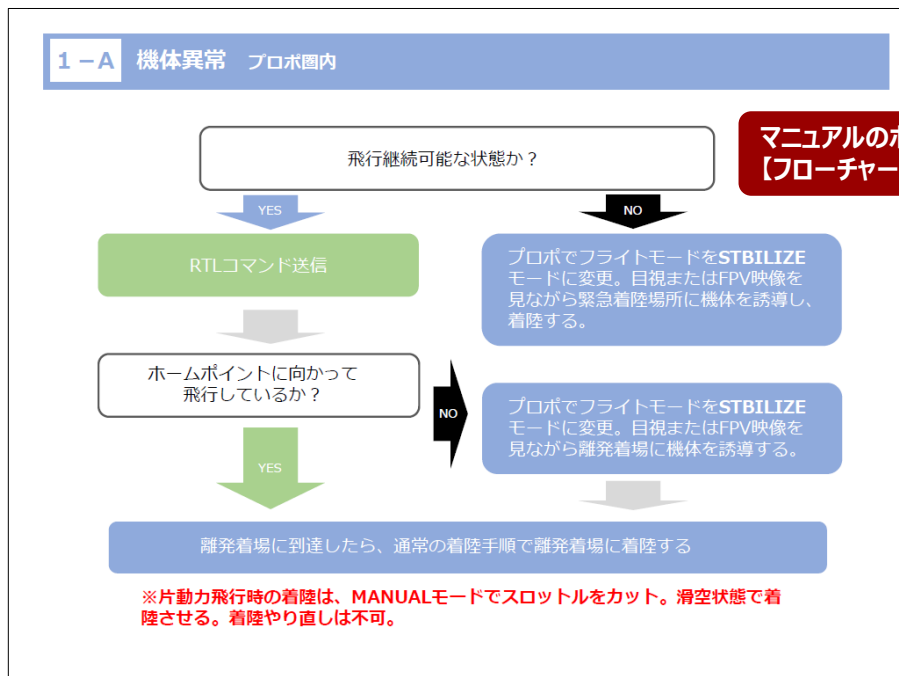 1－A 機体異常 プロポ圏内
マニュアルのポ
【フローチャー
飛行継続可能な状態か？
YES
NO
RTLコマンド送信
プロポでフライトモードをSTBILIZE
モードに変更。目視またはFPV映像を
見ながら緊急着陸場所に機体を誘導し、
着陸する。
ホームポイントに向かって
飛行しているか？
NO
プロポでフライトモードをSTBILIZE
モードに変更。目視またはFPV映像を
見ながら離発着場に機体を誘導する。
YES
離発着場に到達したら、通常の着陸手順で離発着場に着陸する
※片動力飛行時の着陸は、MANUALモードでスロットルをカット。滑空状態で着
陸させる。着陸やり直しは不可。